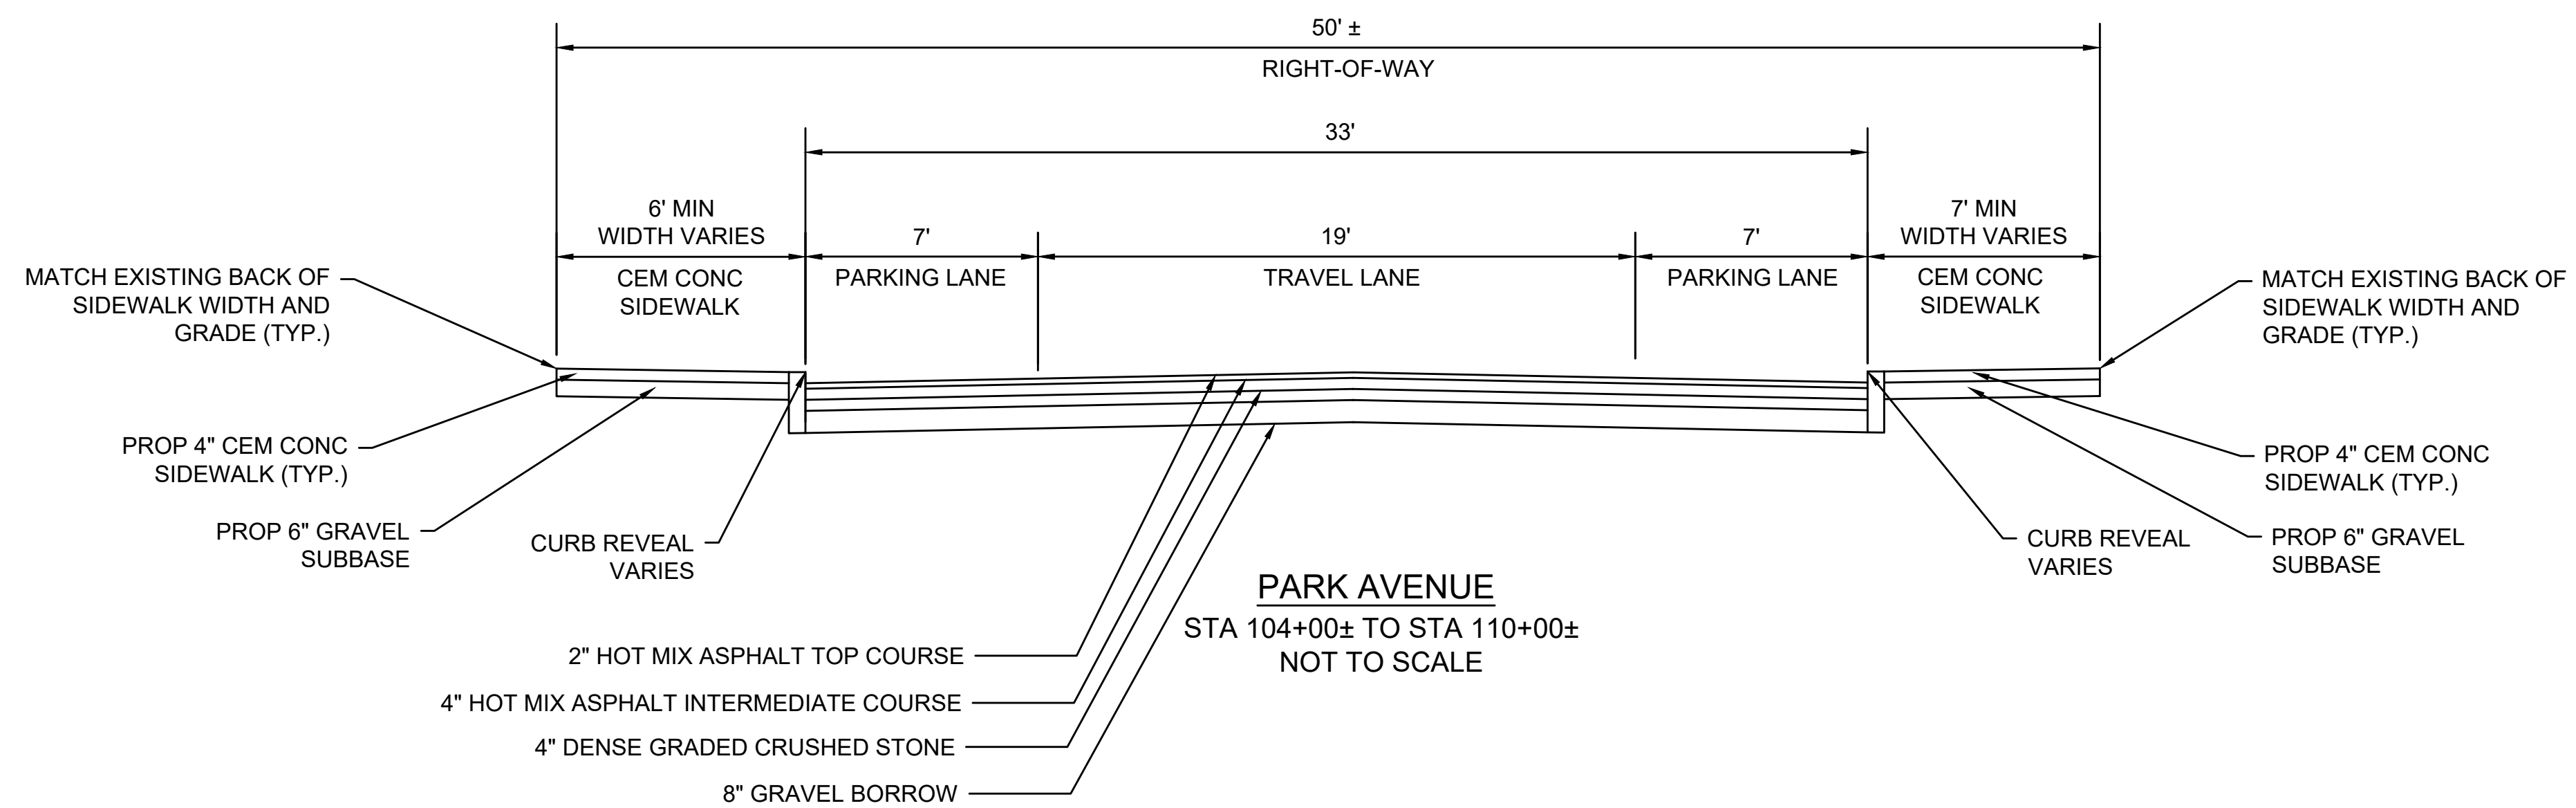 50' ±
RIGHT-OF-WAY
33'
6' MIN
WIDTH VARIES
CEM CONC
SIDEWALK
7'
PARKING LANE
19'
TRAVEL LANE
7'
PARKING LANE
7' MIN
WIDTH VARIES
CEM CONC
SIDEWALK
MATCH EXISTING BACK OF
SIDEWALK WIDTH AND
GRADE (TYP.)
MATCH EXISTING BACK OF
SIDEWALK WIDTH AND
GRADE (TYP.)
PROP 4" CEM CONC
SIDEWALK (TYP.)
PROP 6" GRAVEL
SUBBASE
CURB REVEAL
VARIES
PROP 4" CEM CONC
SIDEWALK (TYP.)
PROP 6" GRAVEL
SUBBASE
CURB REVEAL
VARIES
PARK AVENUE
STA 104+00± TO STA 110+00±
NOT TO SCALE
2" HOT MIX ASPHALT TOP COURSE
4" HOT MIX ASPHALT INTERMEDIATE COURSE
4" DENSE GRADED CRUSHED STONE
8" GRAVEL BORROW